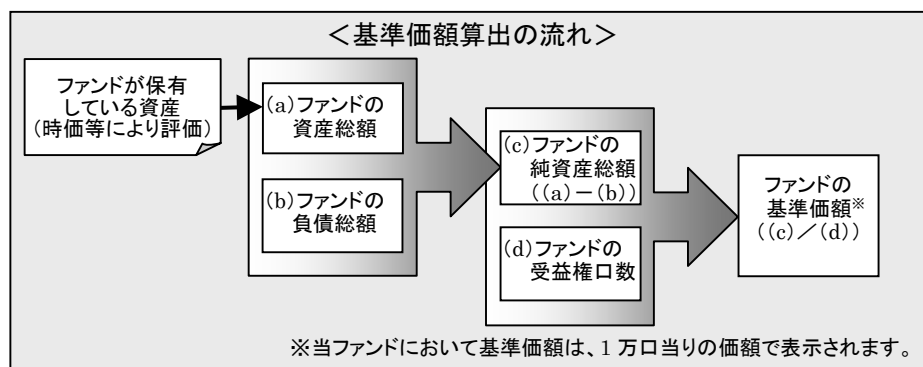 ＜基準価額算出の流れ＞
ファンドが保有
している資産
（時価等により評価）
（a）ファンドの
資産総額
（b）ファンドの
負債総額
（c）ファンドの
純資産総額
（（a）－（b））
（d）ファンドの
受益権口数
ファンドの
基準価額※
（（c）／（d））
※当ファンドにおいて基準価額は、1万口当りの価額で表示されます。